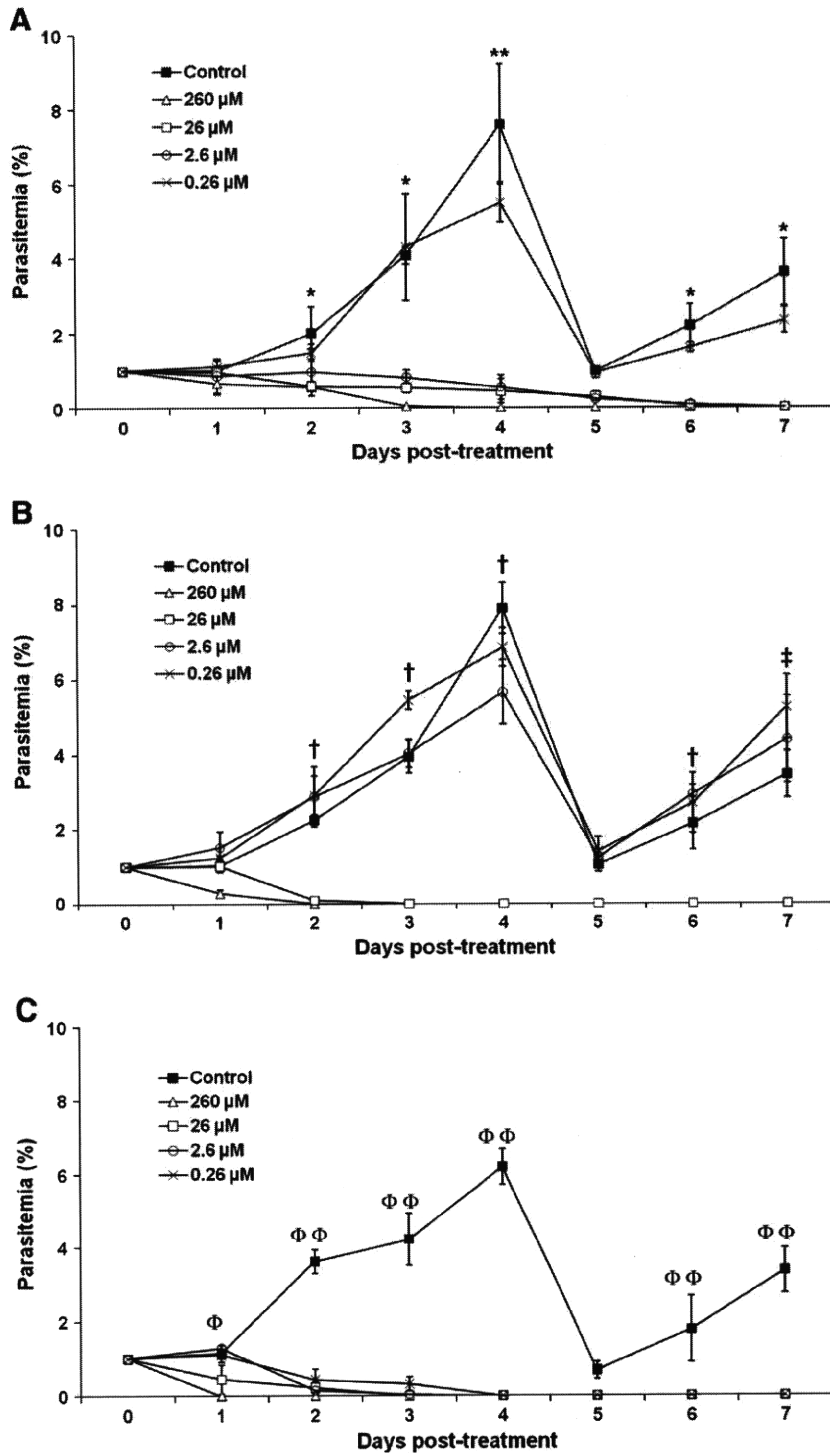 A
10
8
6
4
2
0
Parasitemia (%)
Control
260 µM
26 µM
2.6 µM
0.26 µM
*
*
**
*
*
0 1 2 3 4 5 6 7
Days post-treatment
B
10
8
6
4
2
0
Parasitemia (%)
Control
260 µM
26 µM
2.6 µM
0.26 µM
†
†
†
†
‡
0 1 2 3 4 5 6 7
Days post-treatment
C
10
8
6
4
2
0
Parasitemia (%)
Control
260 µM
26 µM
2.6 µM
0.26 µM
Φ
Φ Φ
Φ Φ
Φ Φ
Φ Φ
Φ Φ
0 1 2 3 4 5 6 7
Days post-treatment